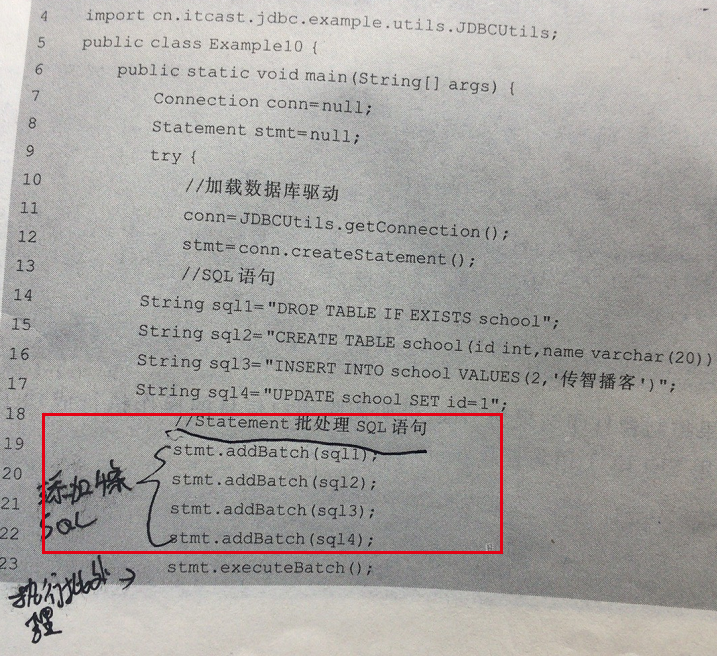 4 import cn.itcast.jdbc.example.utils.JDBCUtils;
5 public class Example10 {
6 public static void main(String[] args) {
7 Connection conn=null;
8 Statement stmt=null;
9 try {
10 //加载数据库驱动
11 conn=JDBCUtils.getConnection();
12 stmt=conn.createStatement();
13 //SQL 语句
14 String sql1="DROP TABLE IF EXISTS school";
15 String sql2="CREATE TABLE school(id int,name varchar(20))
16 String sql3="INSERT INTO school VALUES(2,'传智播客')";
17 String sql4="UPDATE school SET id=1";
18 //Statement 批处理 SQL 语句
19 stmt.addBatch(sql1);
20 stmt.addBatch(sql2);
21 stmt.addBatch(sql3);
22 stmt.addBatch(sql4);
添加4条
SQL
23 stmt.executeBatch();
执行批处
理